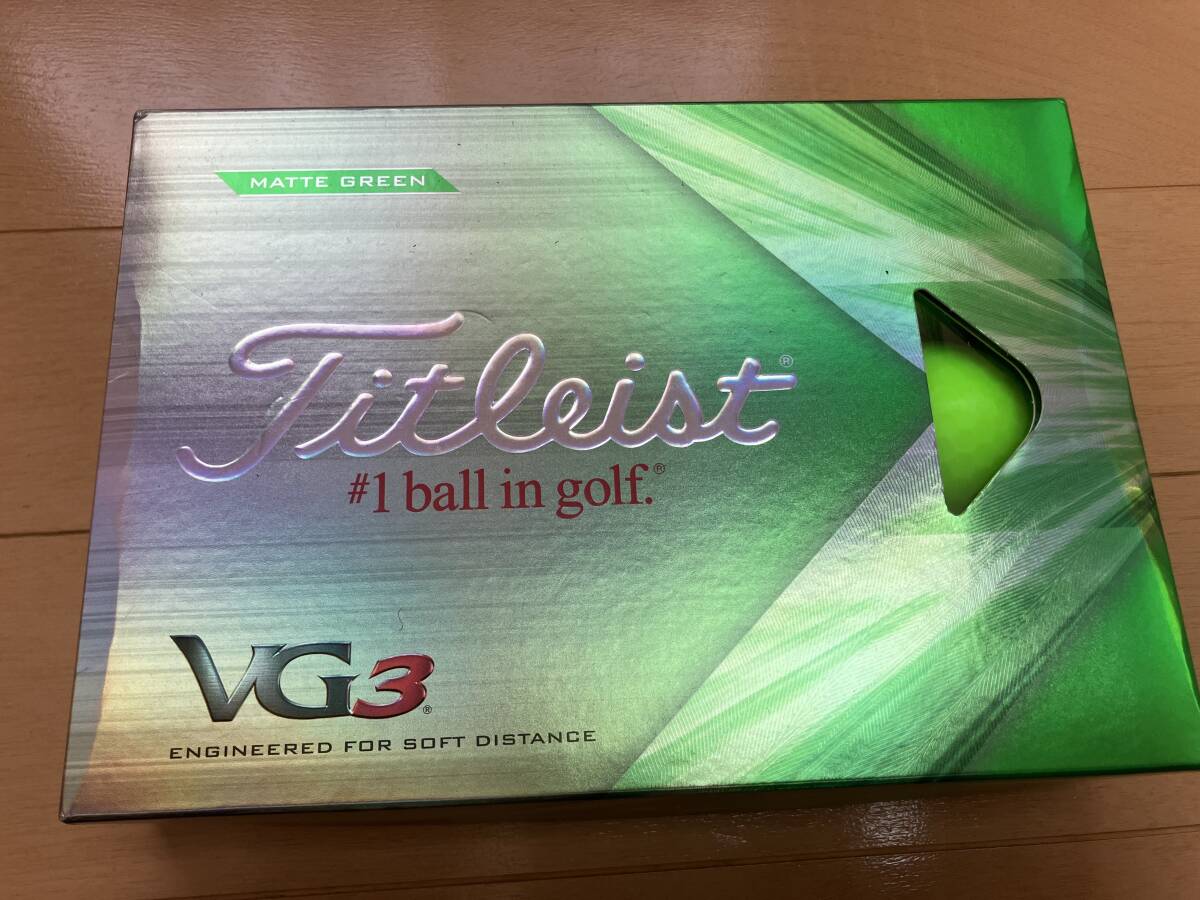 MATTE GREEN
Titleist®
#1 ball in golf.®
VG3®
ENGINEERED FOR SOFT DISTANCE